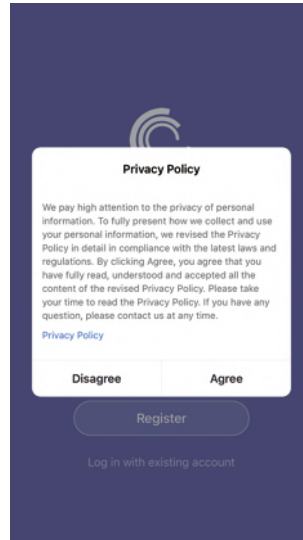 Privacy Policy
We pay high attention to the privacy of personal
information. To fully present how we collect and use
your personal information, we revised the Privacy
Policy in detail in compliance with the latest laws and
regulations. By clicking Agree, you agree that you
have fully read, understood and accepted all the
content of the revised Privacy Policy. Please take
your time to read the Privacy Policy. If you have any
question, please contact us at any time.
Privacy Policy
Disagree Agree
Register
Log in with existing account